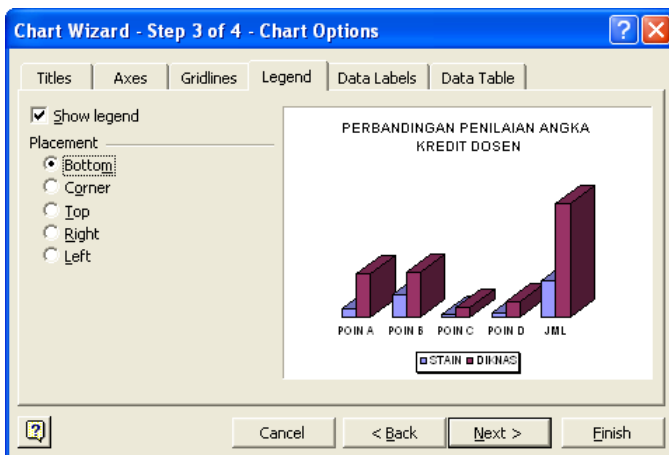 Chart Wizard - Step 3 of 4 - Chart Options
Titles Axes Gridlines Legend Data Labels Data Table
Show legend
Placement
Bottom
Corner
Top
Right
Left
PERBANDINGAN PENILAIAN ANGKA
KREDIT DOSEN
POIN A POIN B POIN C POIN D JML
STAIN DIKNAS
Cancel < Back Next > Finish